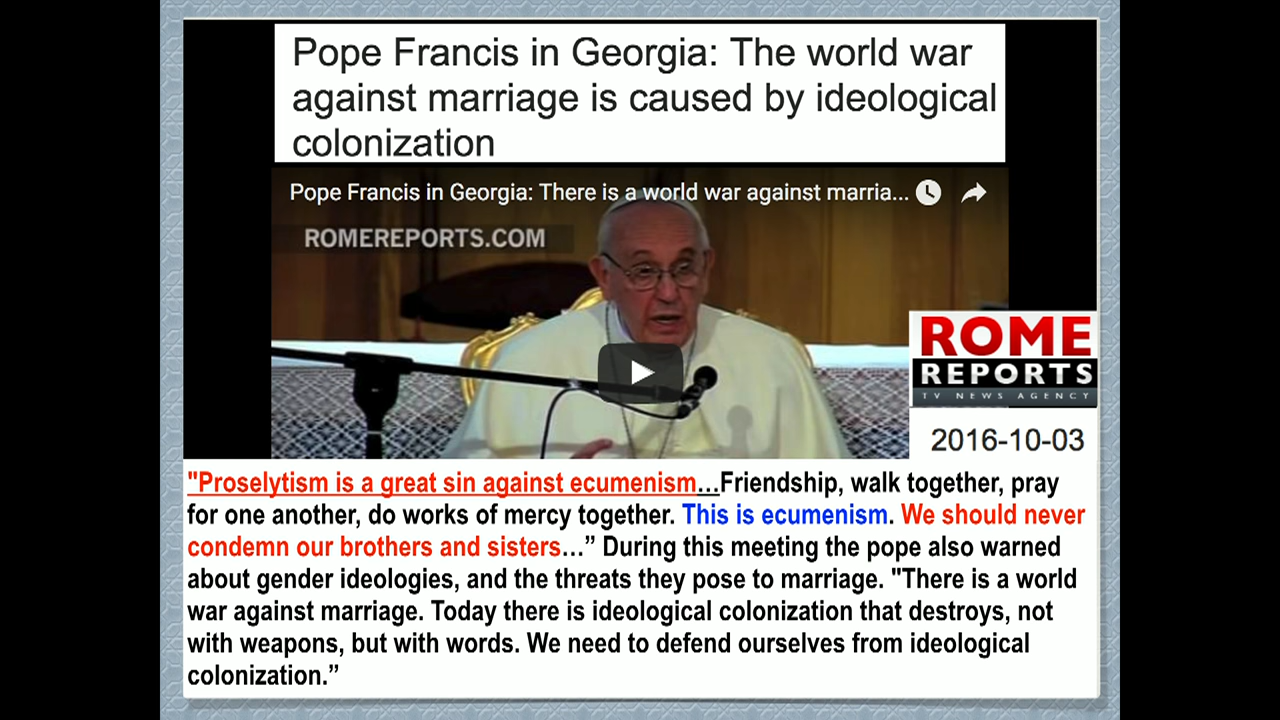 Pope Francis in Georgia: The world war
against marriage is caused by ideological
colonization
Pope Francis in Georgia: There is a world war against marria...
ROMEREPORTS.COM
ROME
REPORTS
TV NEWS AGENCY
2016-10-03
"Proselytism is a great sin against ecumenism…Friendship, walk together, pray
for one another, do works of mercy together. This is ecumenism. We should never
condemn our brothers and sisters…” During this meeting the pope also warned
about gender ideologies, and the threats they pose to marriage. "There is a world
war against marriage. Today there is ideological colonization that destroys, not
with weapons, but with words. We need to defend ourselves from ideological
colonization.”